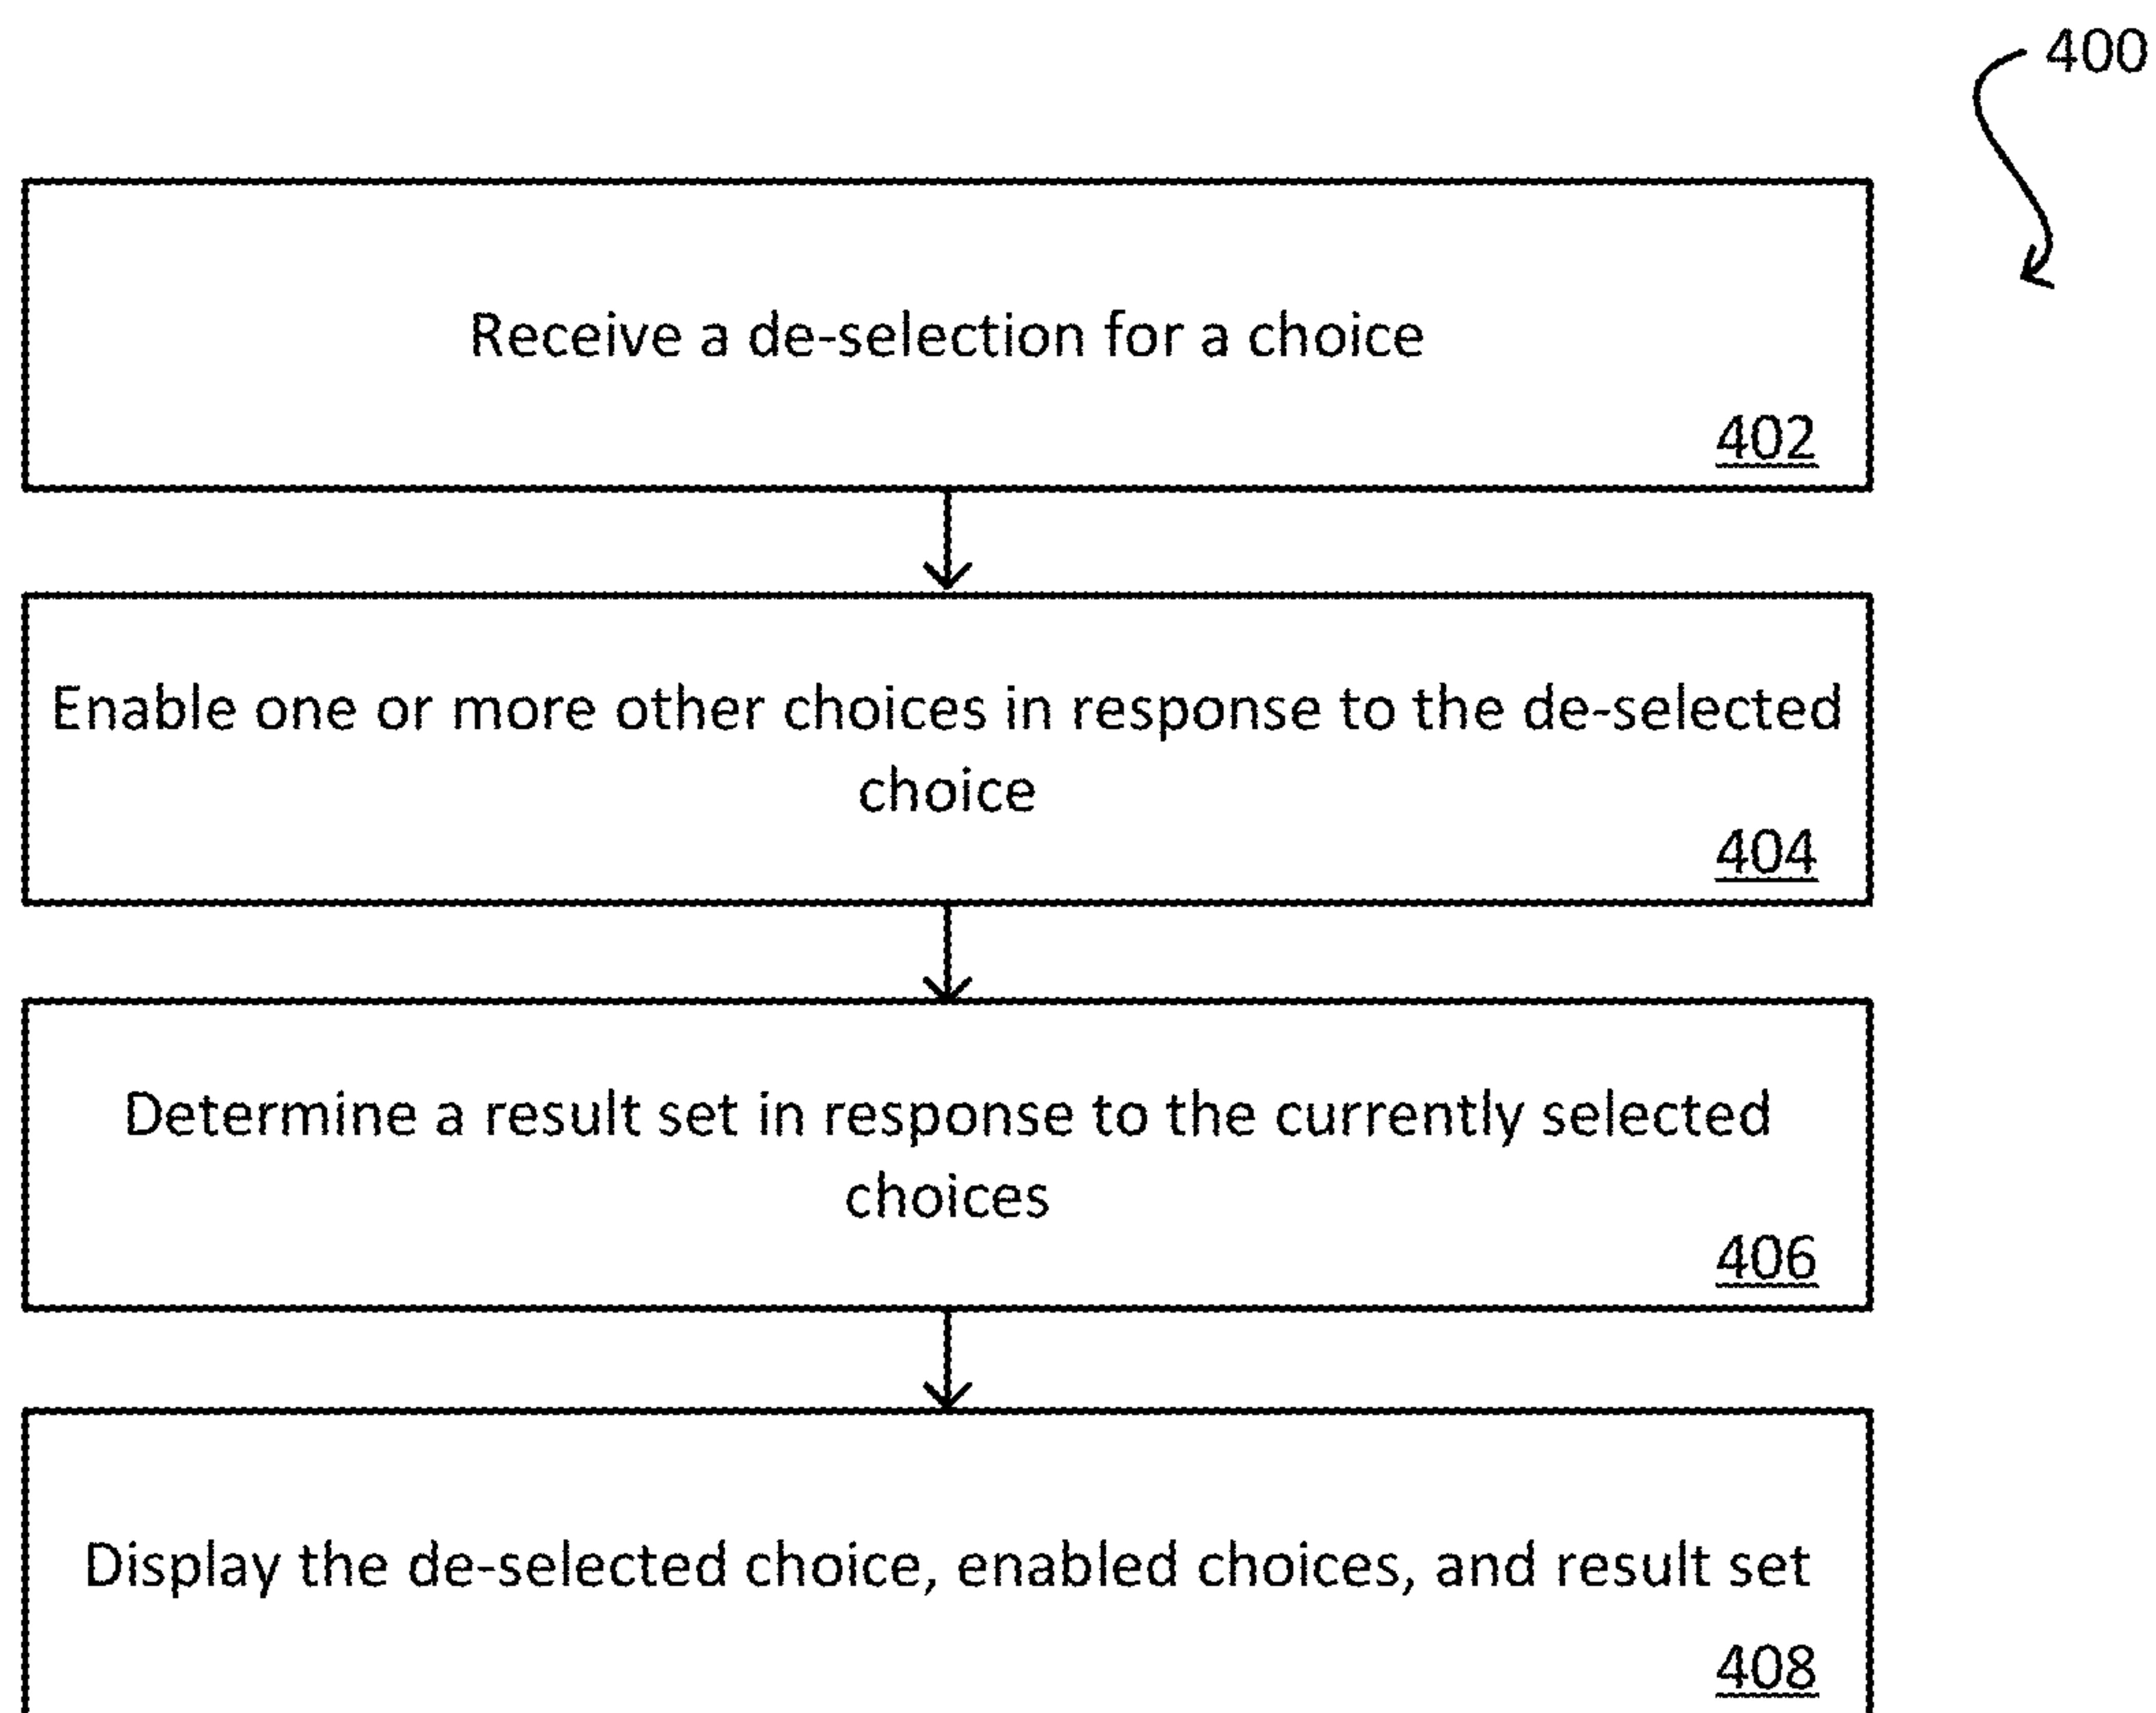 400
Receive a de-selection for a choice
402
Enable one or more other choices in response to the de-selected
choice
404
Determine a result set in response to the currently selected
choices
406
Display the de-selected choice, enabled choices, and result set
408